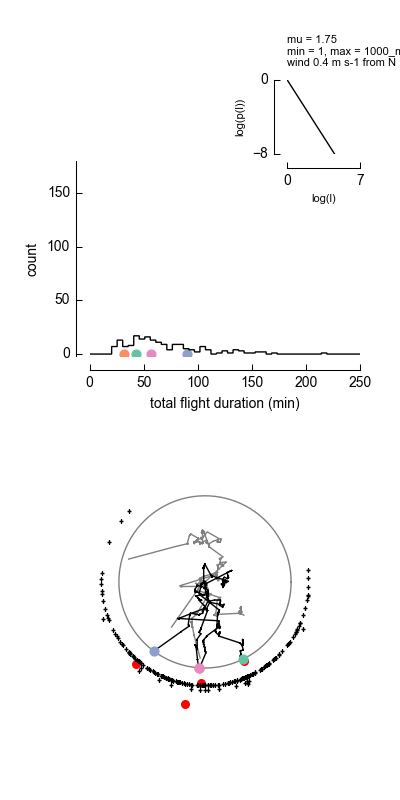 mu = 1.75
min = 1, max = 1000_m
wind 0.4 m s-1 from N
0
log(p(l))
−8
0 7
log(l)
150
100
count
50
0
0 50 100 150 200 250
total flight duration (min)